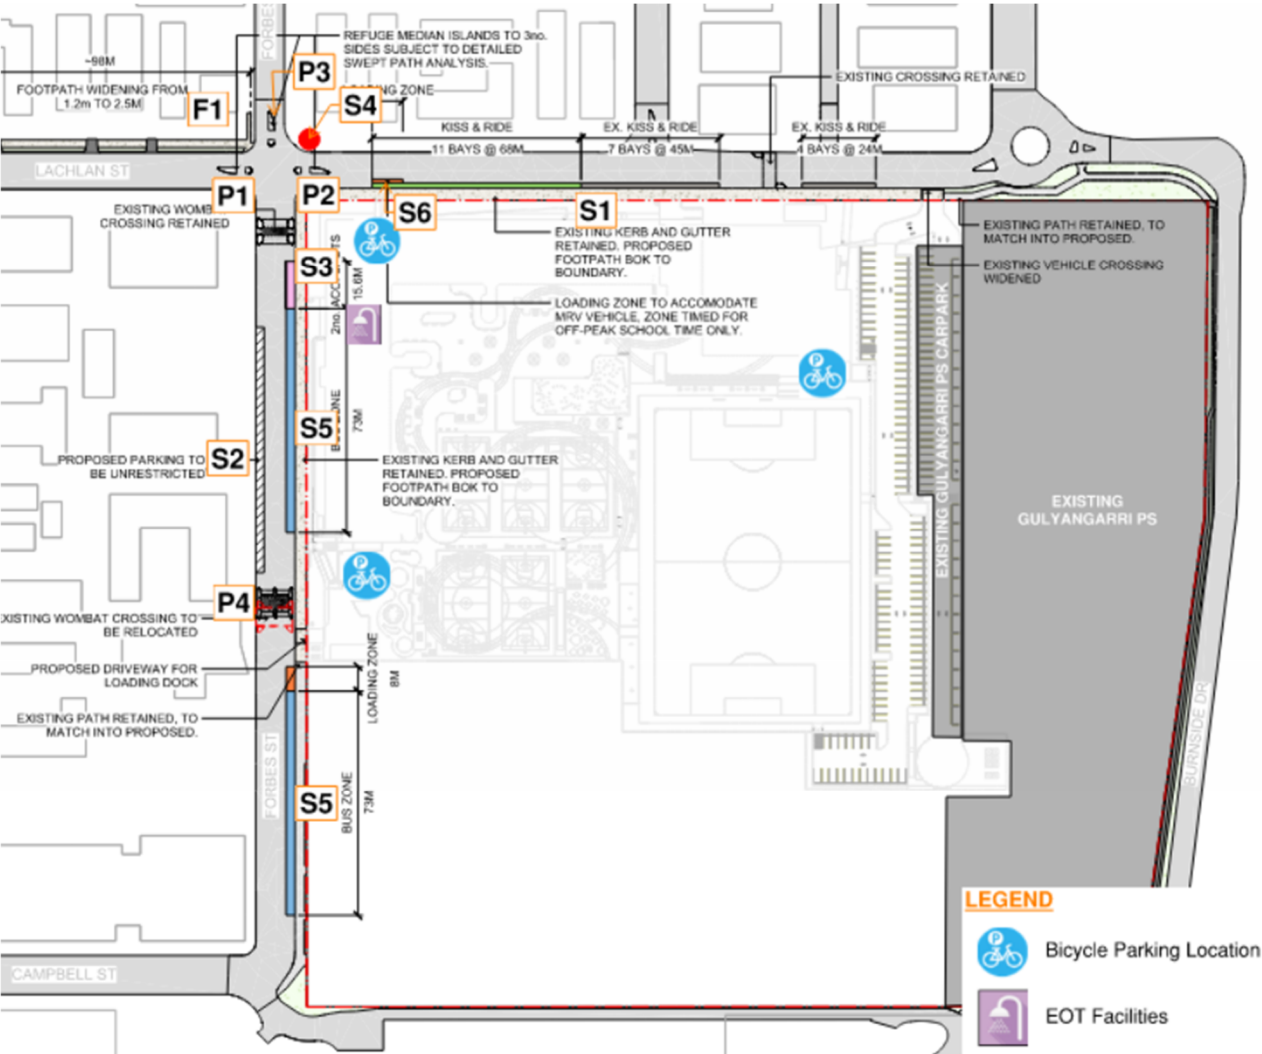 FORBES
REFUGE MEDIAN ISLANDS TO 3no.
SIDES SUBJECT TO DETAILED
SWEPT PATH ANALYSIS.
~98M
FOOTPATH WIDENING FROM
1.2m TO 2.5M
F1
P3
ZONE
S4
EXISTING CROSSING RETAINED
KISS & RIDE
EX. KISS & RIDE
EX. KISS & RIDE
11 BAYS @ 68M
7 BAYS @ 45M
4 BAYS @ 24M
LACHLAN ST
P1
P2
S6
S1
EXISTING
CROSSING RETAINED
EXISTING KERB AND GUTTER
RETAINED. PROPOSED
FOOTPATH BOK TO
BOUNDARY.
EXISTING PATH RETAINED, TO
MATCH INTO PROPOSED.
EXISTING VEHICLE CROSSING
WIDENED
P
S3
2no.
15.6M
LOADING ZONE TO ACCOMODATE
MRV VEHICLE, ZONE TIMED FOR
OFF-PEAK SCHOOL TIME ONLY.
P
EXISTING GULYANGARRI PS CARPARK
S5
73M
S2
PROPOSED PARKING TO
BE UNRESTRICTED
EXISTING KERB AND GUTTER
RETAINED. PROPOSED
FOOTPATH BOK TO
BOUNDARY.
EXISTING
GULYANGARRI PS
P
P4
XISTING WOMBAT CROSSING TO
BE RELOCATED
PROPOSED DRIVEWAY FOR
LOADING DOCK
LOADING ZONE
8M
EXISTING PATH RETAINED, TO
MATCH INTO PROPOSED.
FORBES ST
S5
BUS ZONE
73M
BURNSIDE DR
CAMPBELL ST
LEGEND
P
Bicycle Parking Location
EOT Facilities